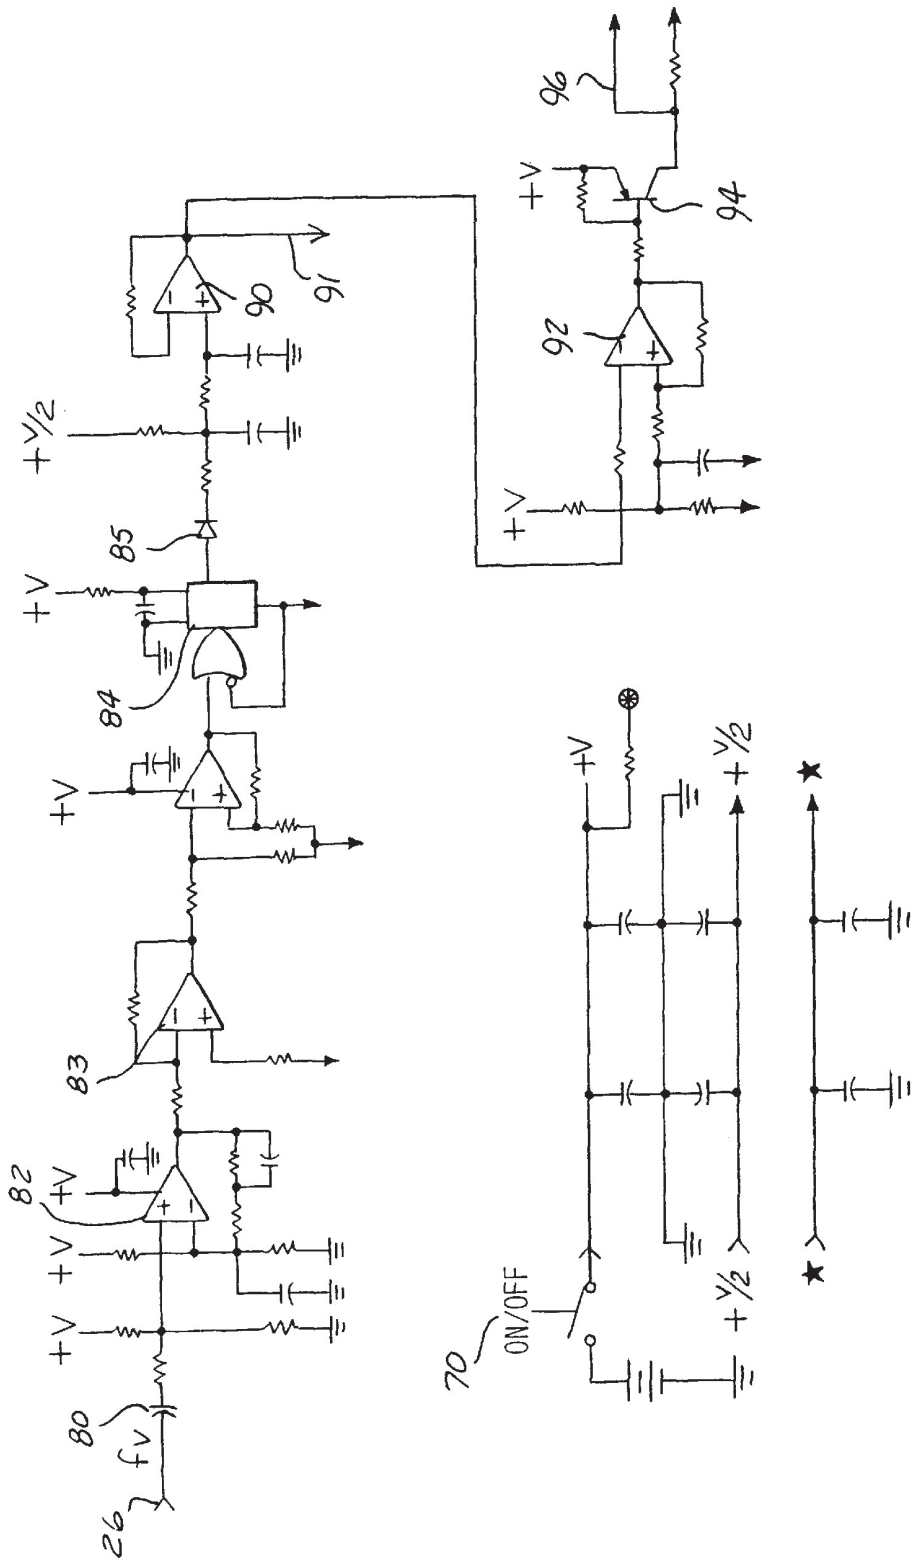 26
fv
80
+V
+V
82
+V
−
+
83
−
+
+V
−
+
84
+V
85
+V/2
−
+
90
91
+V
92
−
+
+V
94
96
70
ON/OFF
+V
+V/2
+V/2
★
★